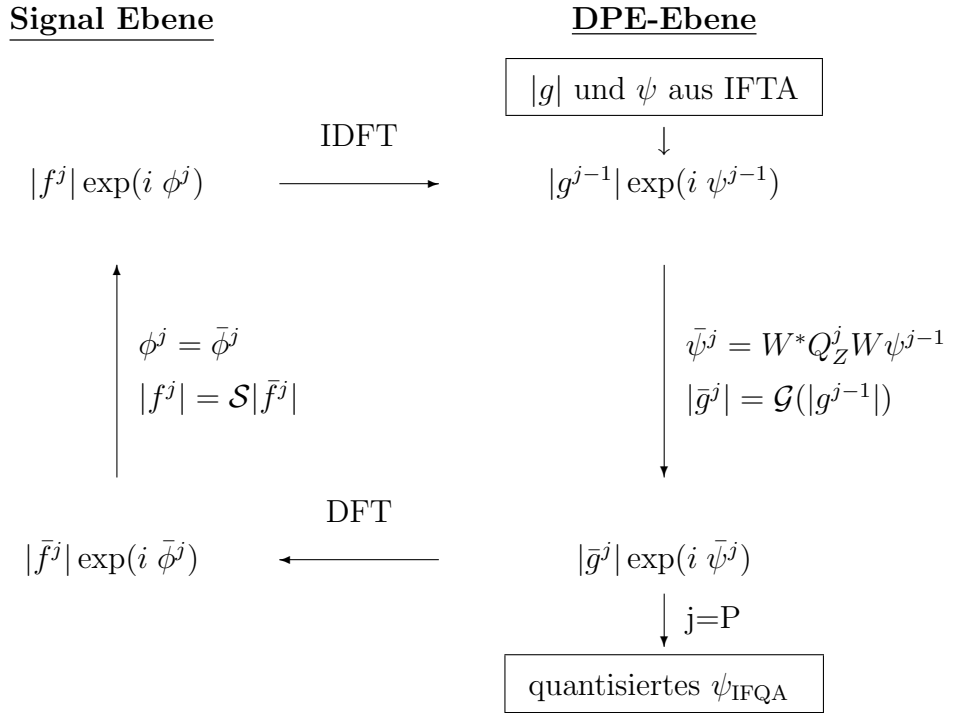 Signal Ebene
DPE-Ebene
|g| und ψ aus IFTA
IDFT
↓
|f^j| exp(i φ^j)
|g^{j−1}| exp(i ψ^{j−1})
ϕ^j = ϕ̄^j
|f^j| = 𝒮|f̄^j|
ψ̄^j = W*Q_Z^j Wψ^{j−1}
|ḡ^j| = 𝒢(|g^{j−1}|)
DFT
|f̄^j| exp(i ϕ̄^j)
|ḡ^j| exp(i ψ̄^j)
j=P
quantisiertes ψ_IFQA